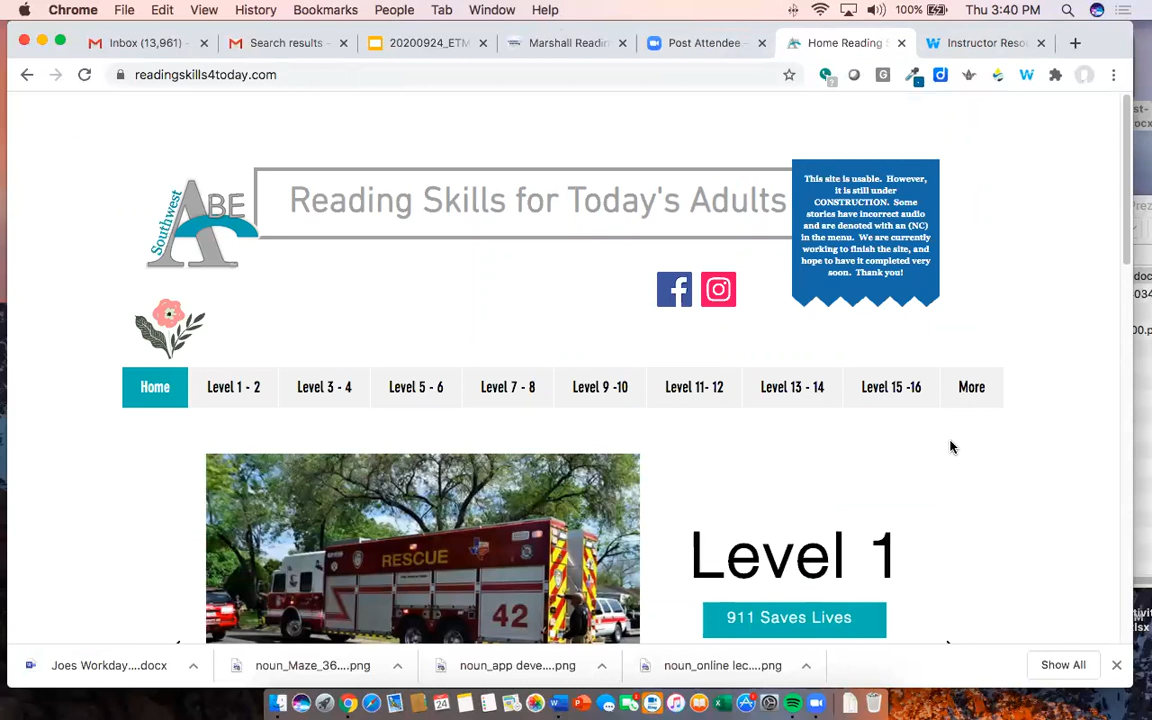 Chrome File Edit View History Bookmarks People Tab Window Help 100% Thu 3:40 PM
Inbox (13,961) - Search results - 20200924_ETM Marshall Readin Post Attendee - Home Reading S Instructor Reso
readingskills4today.com
Southwest ABE
Reading Skills for Today's Adults
This site is usable. However,
it is still under
CONSTRUCTION. Some
stories have incorrect audio
and are denoted with an (NC)
in the menu. We are currently
working to finish the site, and
hope to have it completed very
soon. Thank you!
Home Level 1 - 2 Level 3 - 4 Level 5 - 6 Level 7 - 8 Level 9 -10 Level 11- 12 Level 13 - 14 Level 15 -16 More
RESCUE
42
Level 1
911 Saves Lives
Joes Workday....docx noun_Maze_36....png noun_app deve....png noun_online lec....png Show All